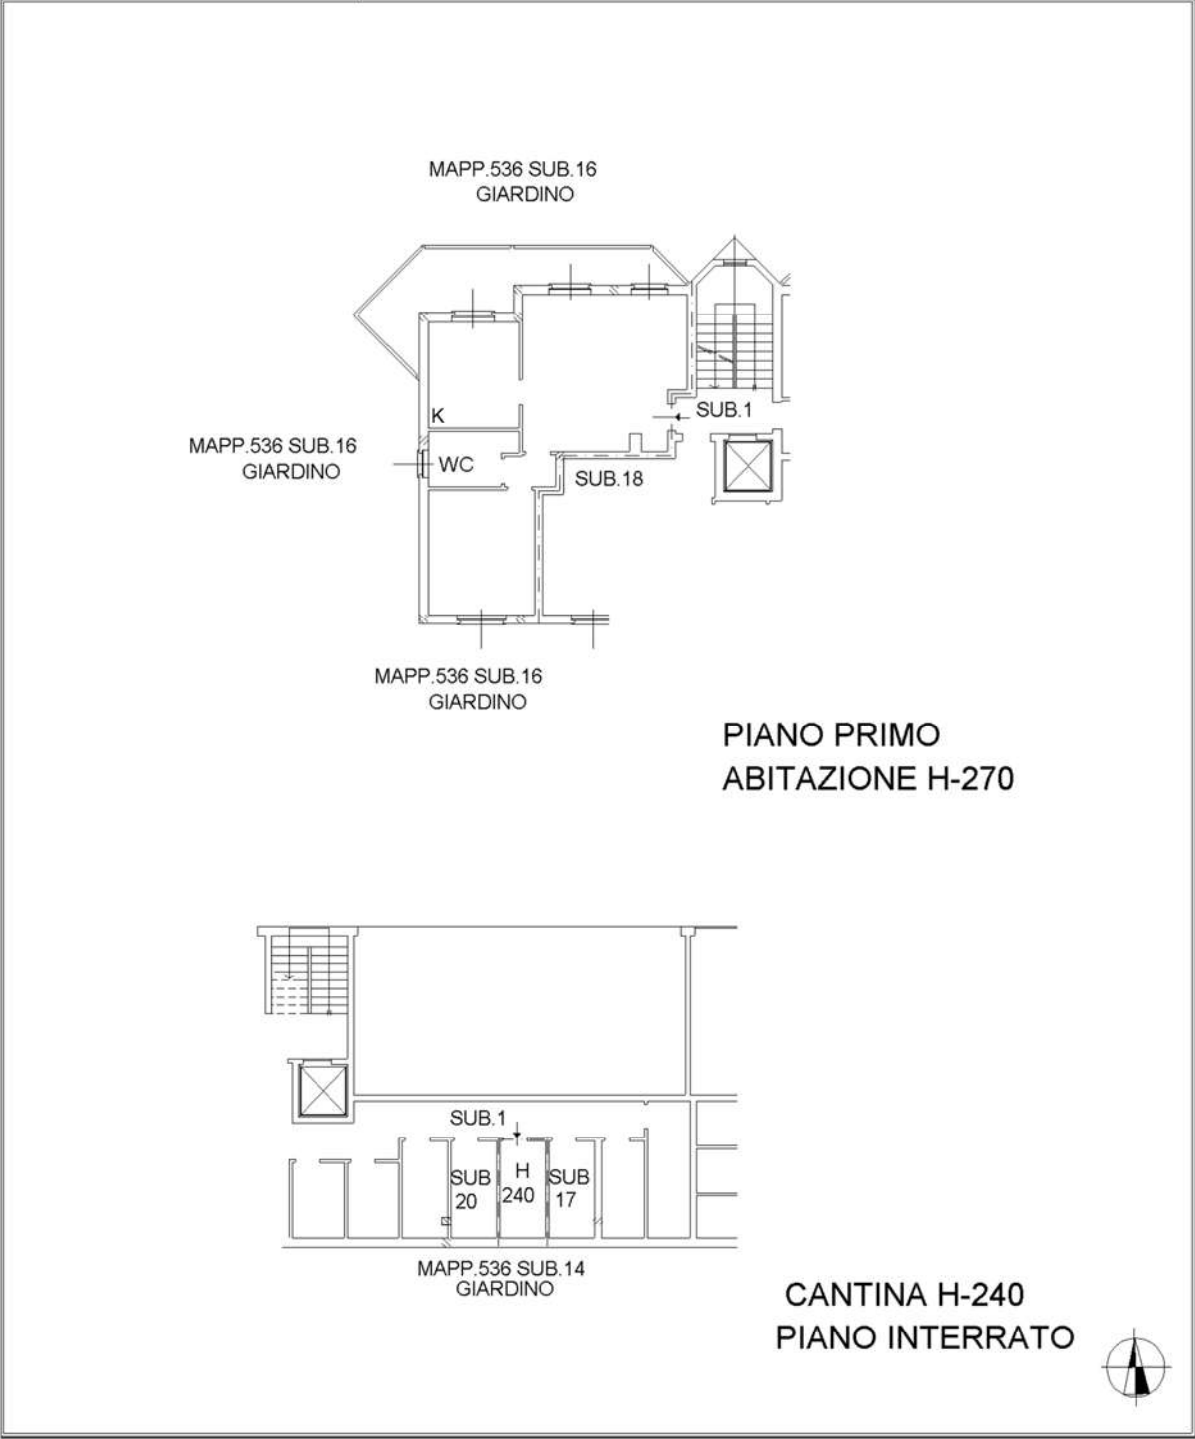 MAPP.536 SUB.16
GIARDINO
SUB.1
K
MAPP.536 SUB.16
GIARDINO
WC
SUB.18
MAPP.536 SUB.16
GIARDINO
PIANO PRIMO
ABITAZIONE H-270
SUB.1
SUB
20
H
240
SUB
17
MAPP.536 SUB.14
GIARDINO
CANTINA H-240
PIANO INTERRATO